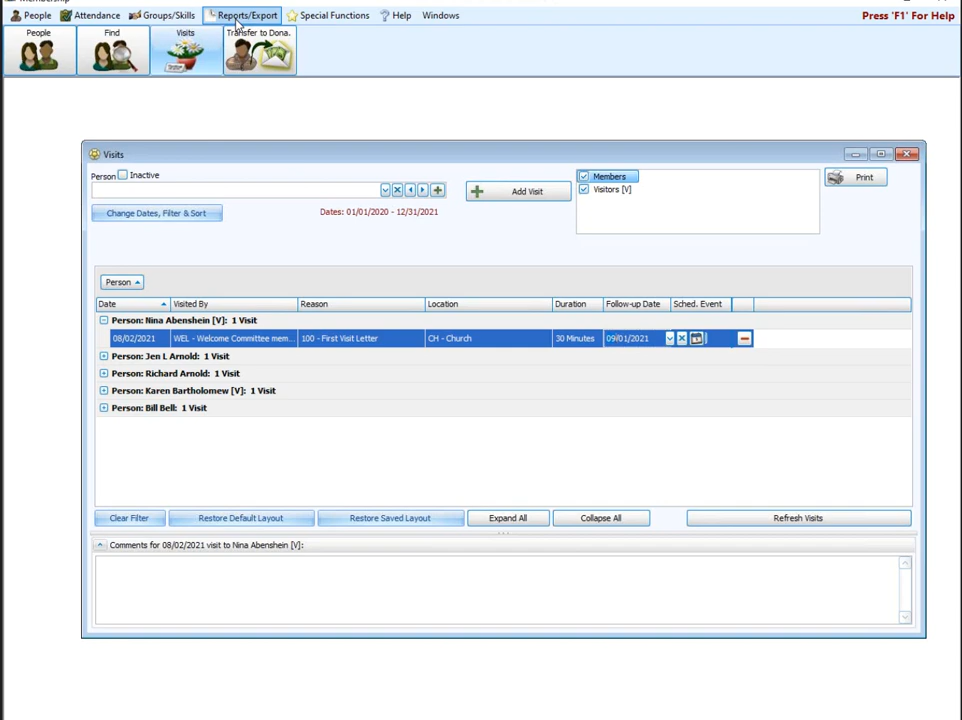 People Attendance Groups/Skills Reports/Export Special Functions Help Windows Press 'F1' For Help
People Find Visits Transfer to Dona.
Visits
Person Inactive
Members
Visitors [V]
Add Visit
Print
Change Dates, Filter & Sort
Dates: 01/01/2020 - 12/31/2021
Person
Date Visited By Reason Location Duration Follow-up Date Sched. Event
Person: Nina Abenshein [V]: 1 Visit
08/02/2021 WEL - Welcome Committee mem... 100 - First Visit Letter CH - Church 30 Minutes 09/01/2021
Person: Jen L Arnold: 1 Visit
Person: Richard Arnold: 1 Visit
Person: Karen Bartholomew [V]: 1 Visit
Person: Bill Bell: 1 Visit
Clear Filter Restore Default Layout Restore Saved Layout Expand All Collapse All Refresh Visits
Comments for 08/02/2021 visit to Nina Abenshein [V]: